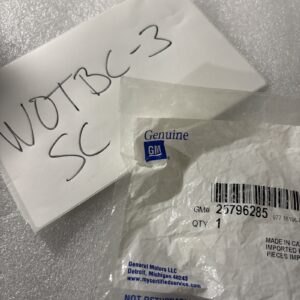 WOTBC-3
SC
Genuine
GM
GM# 25796285
QTY. 1
MADE IN CA
IMPORTED
PIECES IMP
General Motors LLC
Detroit, Michigan 48243
www.mycertifiedservice.com